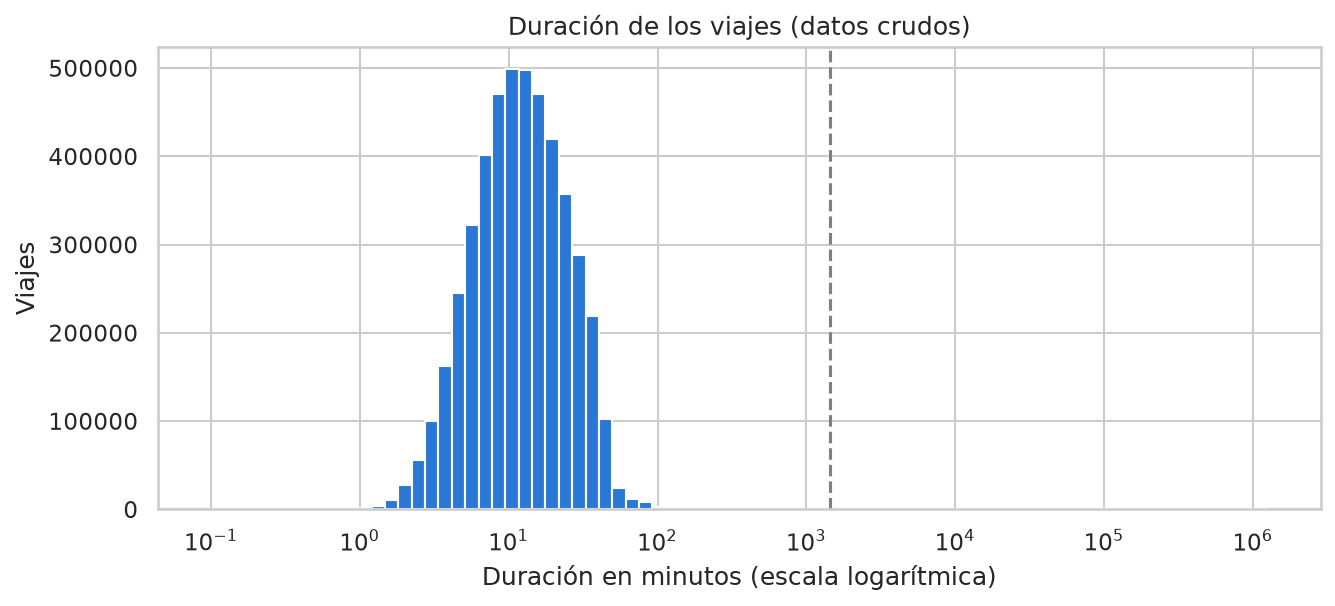 Duración de los viajes (datos crudos)
500000
400000
300000
200000
100000
0
Viajes
10⁻¹ 10⁰ 10¹ 10² 10³ 10⁴ 10⁵ 10⁶
Duración en minutos (escala logarítmica)